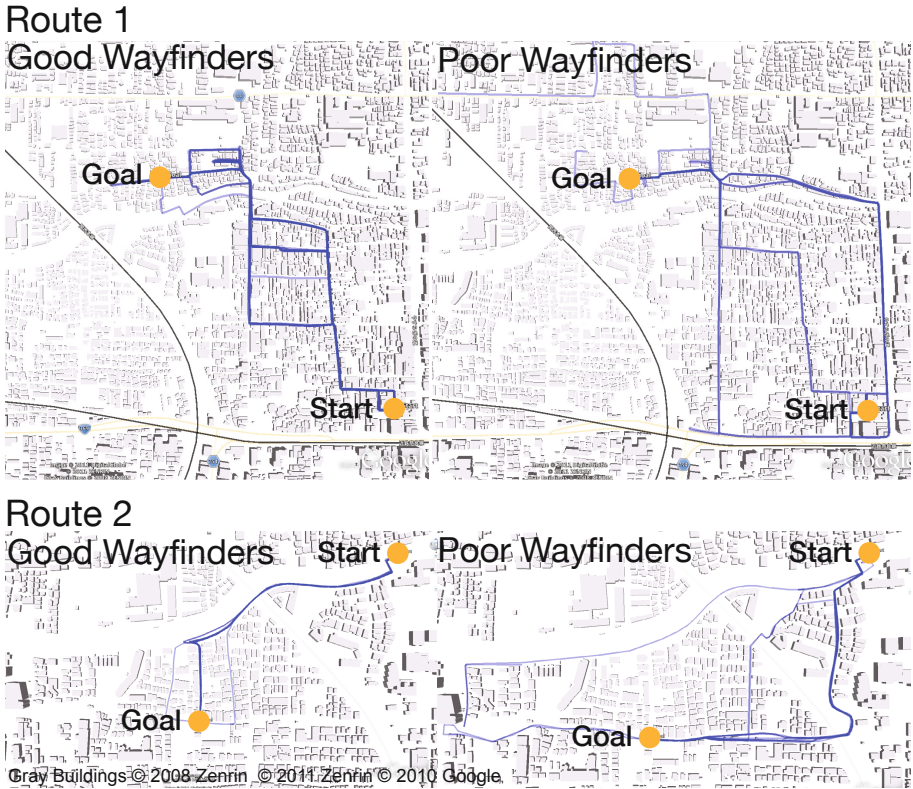 Route 1
Good Wayfinders
Poor Wayfinders
Goal
Goal
Start
Start
Route 2
Good Wayfinders
Start
Poor Wayfinders
Start
Goal
Goal
Gray Buildings © 2008 Zenrin © 2011 Zenrin © 2010 Google